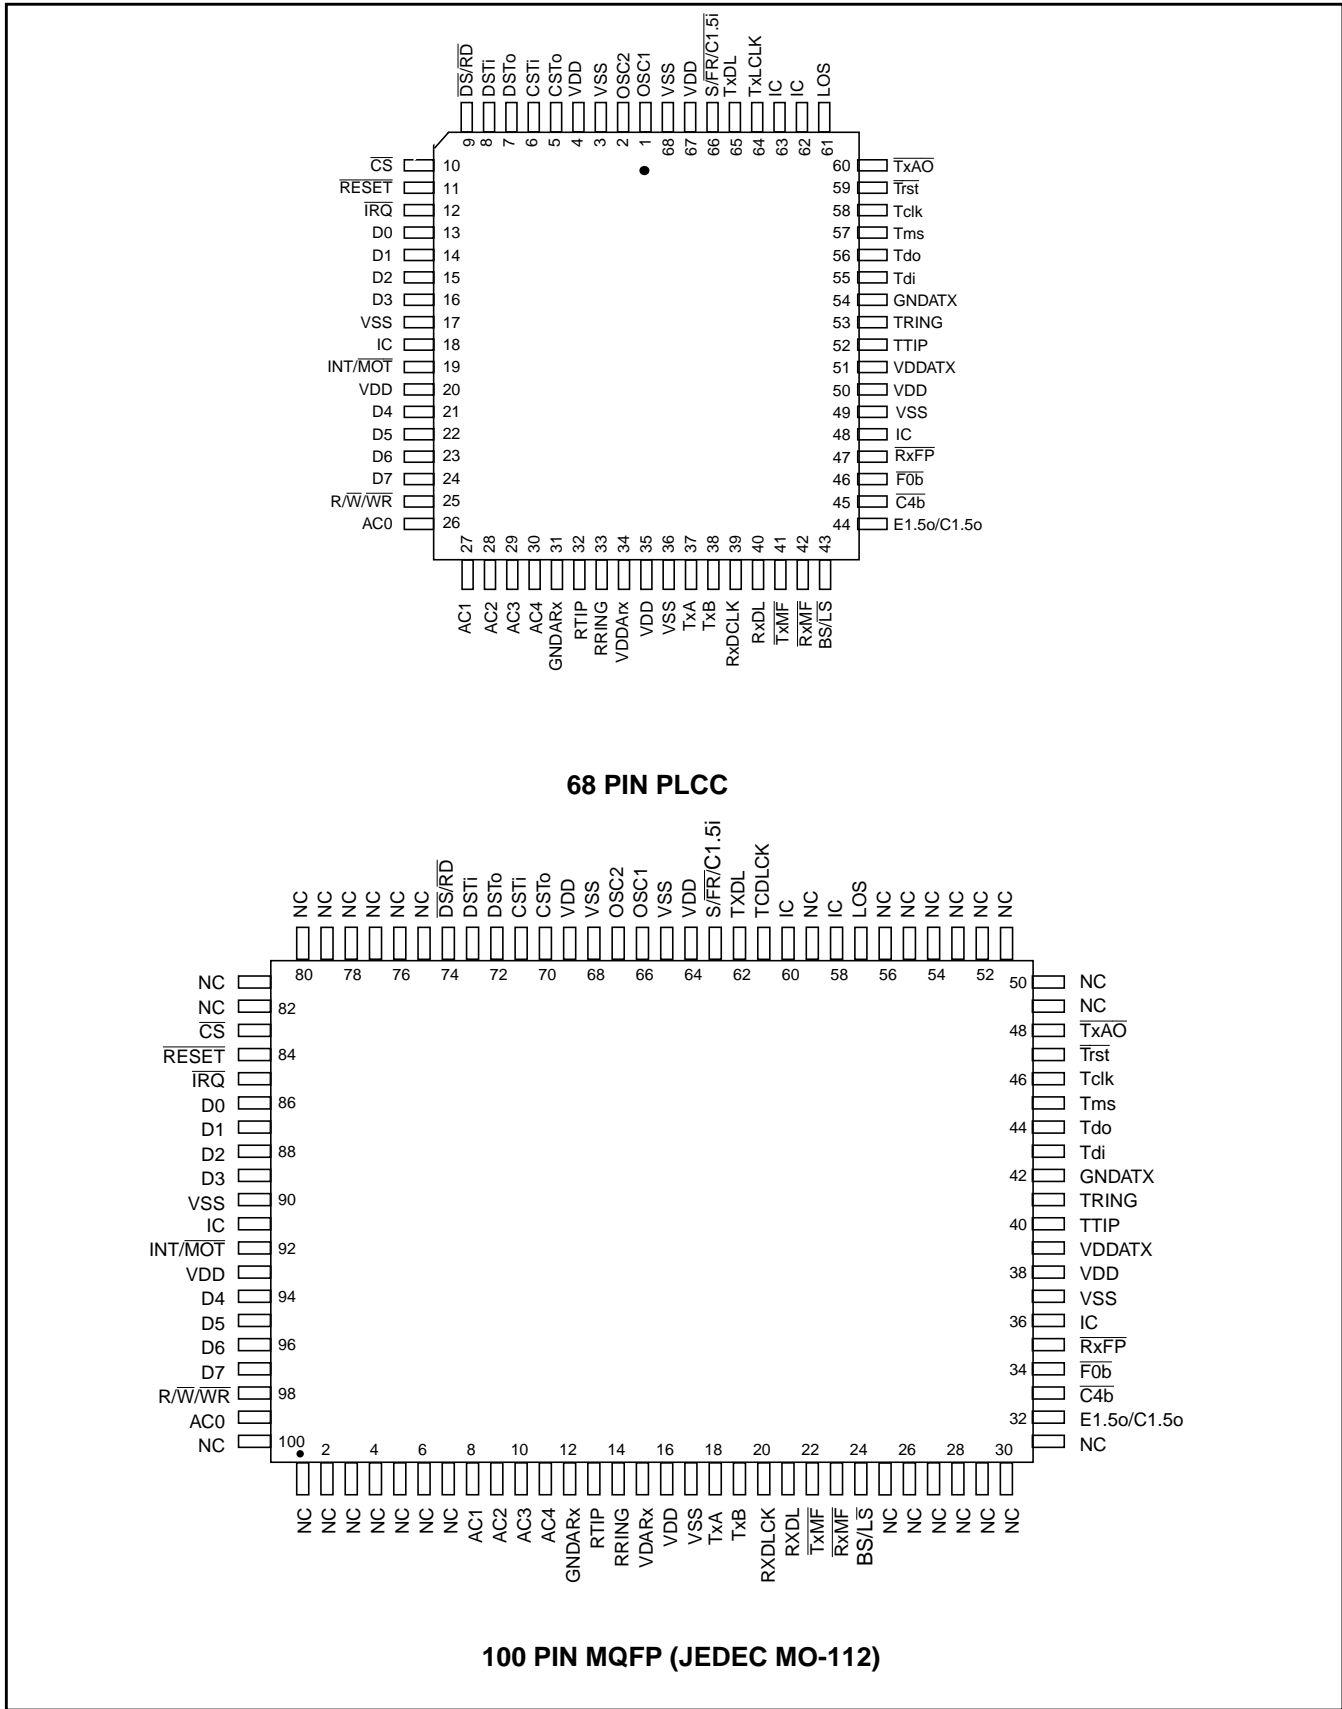 DS/RD DSTi DSTo CSTi CSTo VDD VSS OSC2 OSC1 VSS VDD S/FR/C1.5i TxDL TxLCLK IC IC LOS
9 8 7 6 5 4 3 2 1 68 67 66 65 64 63 62 61
CS 10 60 TxAO
RESET 11 59 Trst
IRQ 12 58 Tclk
D0 13 57 Tms
D1 14 56 Tdo
D2 15 55 Tdi
D3 16 54 GNDATX
VSS 17 53 TRING
IC 18 52 TTIP
INT/MOT 19 51 VDDATX
VDD 20 50 VDD
D4 21 49 VSS
D5 22 48 IC
D6 23 47 RxFP
D7 24 46 F0b
R/W/WR 25 45 C4b
AC0 26 44 E1.5o/C1.5o
27 28 29 30 31 32 33 34 35 36 37 38 39 40 41 42 43
AC1 AC2 AC3 AC4 GNDARx RTIP RRING VDDArx VDD VSS TxA TxB RxDCLK RxDL TxMF RxMF BS/LS
68 PIN PLCC
NC NC NC NC NC NC DS/RD DSTi DSTo CSTi CSTo VDD VSS OSC2 OSC1 VSS VDD S/FR/C1.5i TXDL TCDLCK IC NC IC LOS NC NC NC NC NC NC
80 78 76 74 72 70 68 66 64 62 60 58 56 54 52
NC 50 NC
NC 82 NC
CS 48 TxAO
RESET 84 Trst
IRQ 46 Tclk
D0 86 Tms
D1 44 Tdo
D2 88 Tdi
D3 42 GNDATX
VSS 90 TRING
IC 40 TTIP
INT/MOT 92 VDDATX
VDD 38 VDD
D4 94 VSS
D5 36 IC
D6 96 RxFP
D7 34 F0b
R/W/WR 98 C4b
AC0 32 E1.5o/C1.5o
NC 100 NC
2 4 6 8 10 12 14 16 18 20 22 24 26 28 30
NC NC NC NC NC NC NC AC1 AC2 AC3 AC4 GNDARx RTIP RRING VDARx VDD VSS TxA TxB RXDLCK RXDL TxMF RxMF BS/LS NC NC NC NC NC NC
100 PIN MQFP (JEDEC MO-112)